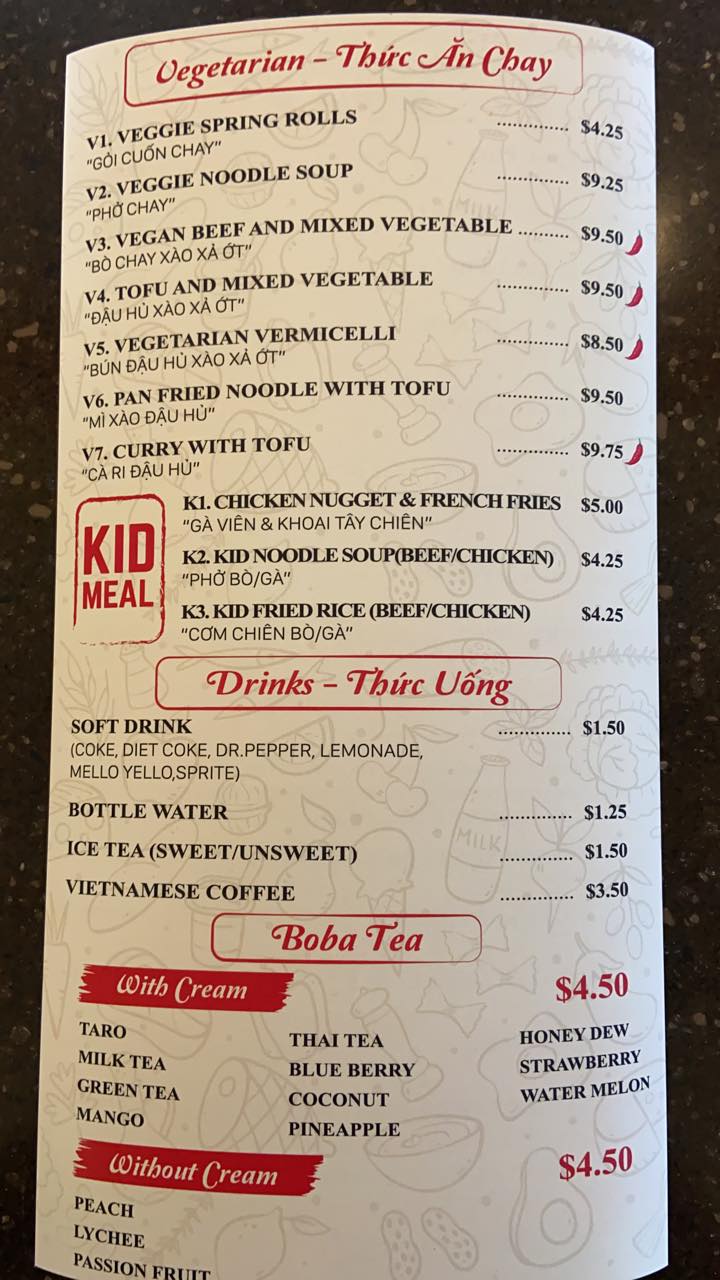 Vegetarian - Thức Ăn Chay
V1. VEGGIE SPRING ROLLS .............. $4.25
"GỎI CUỐN CHAY"
V2. VEGGIE NOODLE SOUP .............. $9.25
"PHỞ CHAY"
V3. VEGAN BEEF AND MIXED VEGETABLE .......... $9.50
"BÒ CHAY XÀO XẢ ỚT"
V4. TOFU AND MIXED VEGETABLE .............. $9.50
"ĐẬU HỦ XÀO XẢ ỚT"
V5. VEGETARIAN VERMICELLI .............. $8.50
"BÚN ĐẬU HỦ XÀO XẢ ỚT"
V6. PAN FRIED NOODLE WITH TOFU .............. $9.50
"MÌ XÀO ĐẬU HỦ"
V7. CURRY WITH TOFU .............. $9.75
"CÀ RI ĐẬU HỦ"
KID
MEAL
K1. CHICKEN NUGGET & FRENCH FRIES $5.00
"GÀ VIÊN & KHOAI TÂY CHIÊN"
K2. KID NOODLE SOUP(BEEF/CHICKEN) $4.25
"PHỞ BÒ/GÀ"
K3. KID FRIED RICE (BEEF/CHICKEN) $4.25
"CƠM CHIÊN BÒ/GÀ"
Drinks - Thức Uống
SOFT DRINK .............. $1.50
(COKE, DIET COKE, DR.PEPPER, LEMONADE,
MELLO YELLO,SPRITE)
BOTTLE WATER .............. $1.25
MILK
ICE TEA (SWEET/UNSWEET) .............. $1.50
VIETNAMESE COFFEE .............. $3.50
Boba Tea
With Cream $4.50
TARO
MILK TEA
GREEN TEA
MANGO
THAI TEA
BLUE BERRY
COCONUT
PINEAPPLE
HONEY DEW
STRAWBERRY
WATER MELON
Without Cream $4.50
PEACH
LYCHEE
PASSION FRUIT